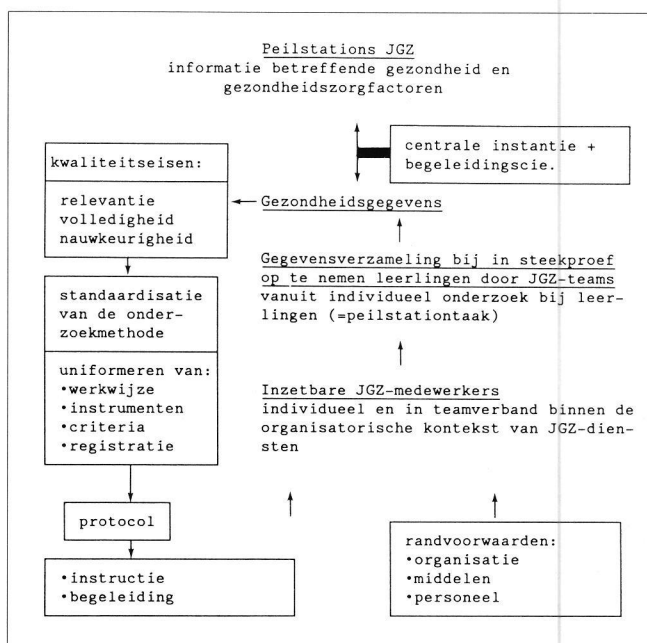 Peilstations JGZ
informatie betreffende gezondheid en
gezondheidszorgfactoren
centrale instantie +
begeleidingscie.
kwaliteitseisen:
relevantie
volledigheid
nauwkeurigheid
Gezondheidsgegevens
Gegevensverzameling bij in steekproef
op te nemen leerlingen door JGZ-teams
vanuit individueel onderzoek bij leer-
lingen (=peilstationtaak)
standaardisatie
van de onder-
zoekmethode
uniformeren van:
•werkwijze
•instrumenten
•criteria
•registratie
Inzetbare JGZ-medewerkers
individueel en in teamverband binnen de
organisatorische kontekst van JGZ-dien-
sten
protocol
•instructie
•begeleiding
randvoorwaarden:
•organisatie
•middelen
•personeel